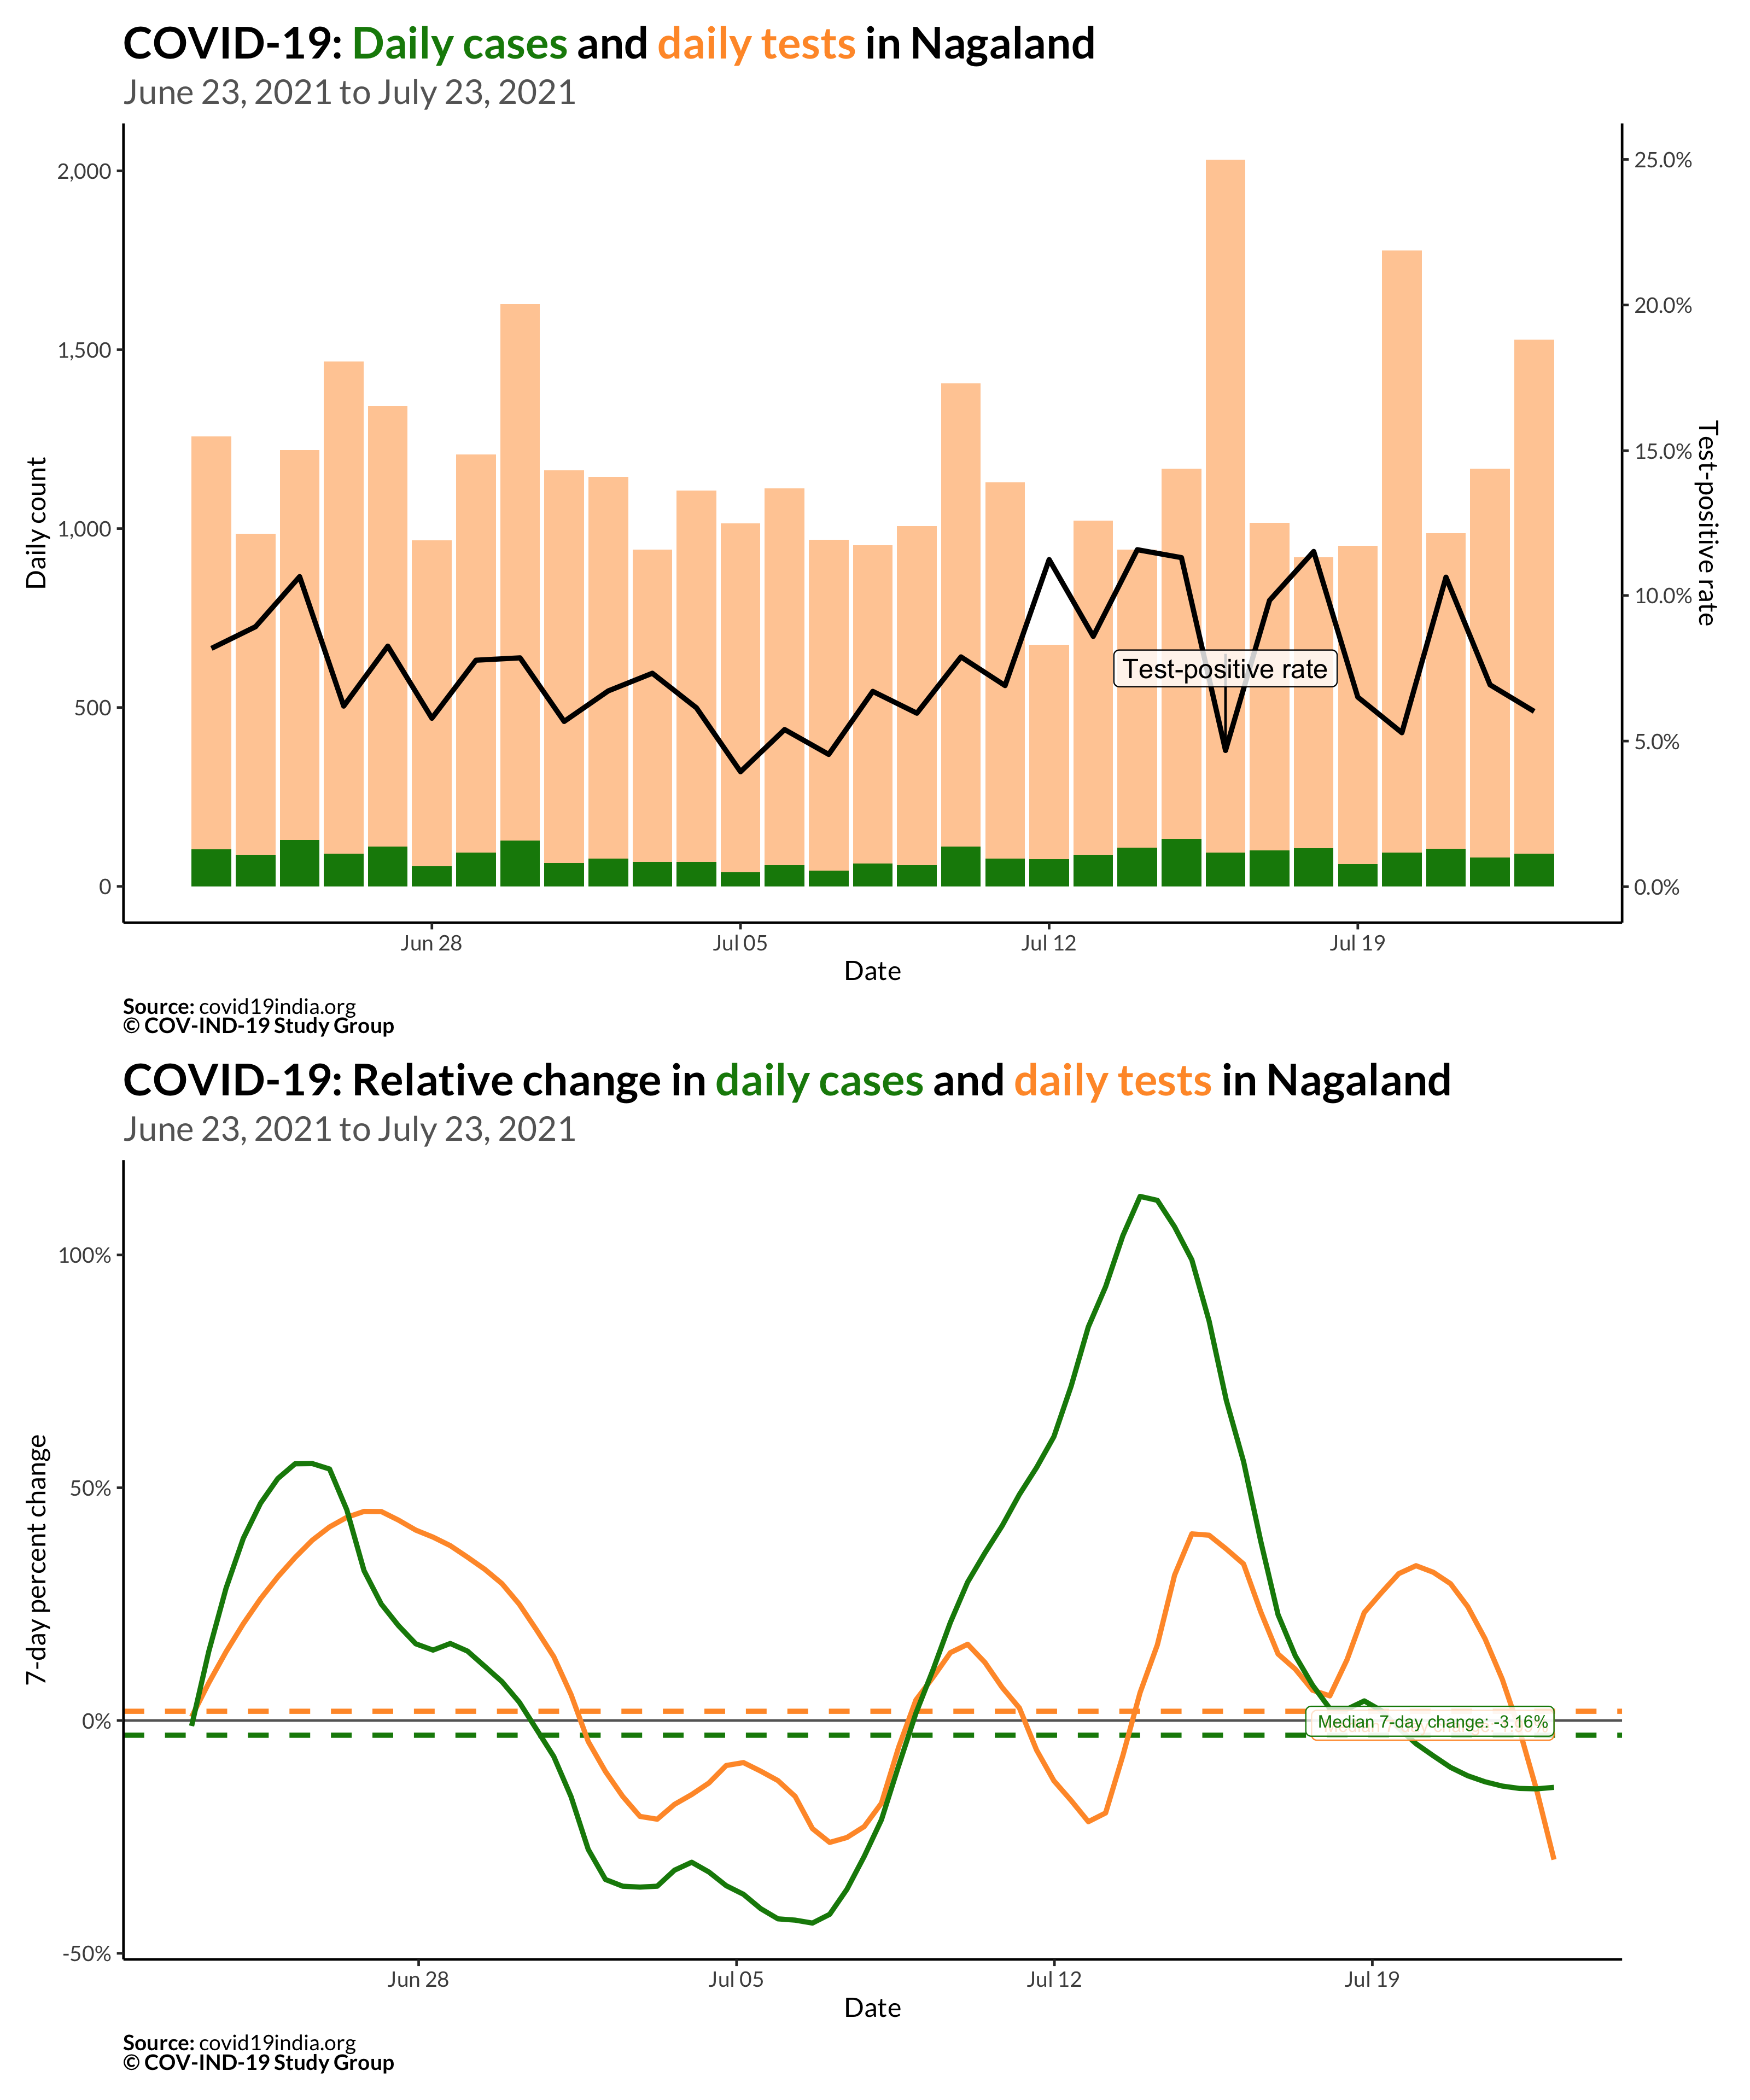 COVID-19: Daily cases and daily tests in Nagaland
June 23, 2021 to July 23, 2021
2,000
1,500
1,000
500
0
Daily count
25.0%
20.0%
15.0%
10.0%
5.0%
0.0%
Test-positive rate
Test-positive rate
Jun 28
Jul 05
Jul 12
Jul 19
Date
Source: covid19india.org
© COV-IND-19 Study Group
COVID-19: Relative change in daily cases and daily tests in Nagaland
June 23, 2021 to July 23, 2021
100%
50%
0%
-50%
7-day percent change
Median 7-day change: -3.16%
Jun 28
Jul 05
Jul 12
Jul 19
Date
Source: covid19india.org
© COV-IND-19 Study Group